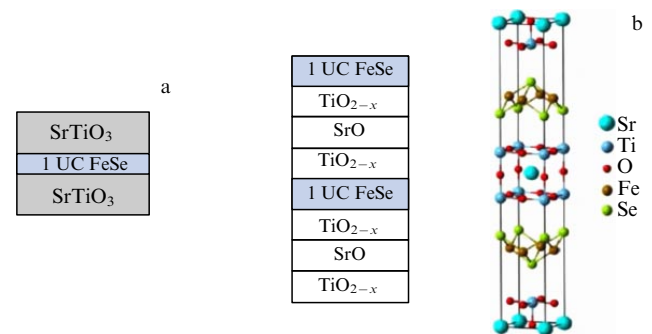 a
SrTiO₃
1 UC FeSe
SrTiO₃
1 UC FeSe
TiO₂₋ₓ
SrO
TiO₂₋ₓ
1 UC FeSe
TiO₂₋ₓ
SrO
TiO₂₋ₓ
b
Sr
Ti
O
Fe
Se